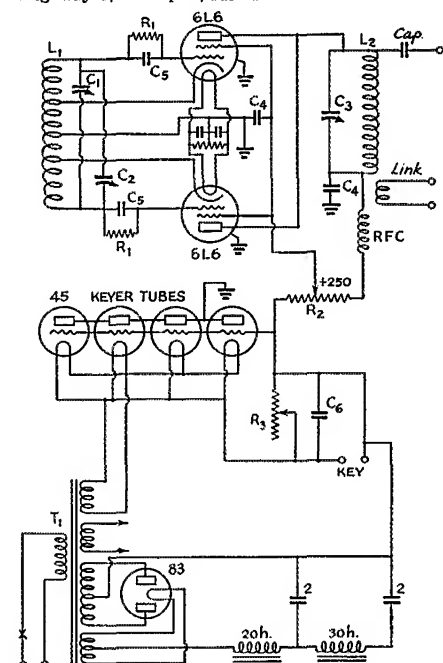 6L6
R1
L1
C5
L2
Cap.
C1
C4
C3
C2
C5
C4
Link
R1
6L6
RFC
+250
R2
45 KEYER TUBES
R3
C6
KEY
T1
83
2
2
20h.
30h.